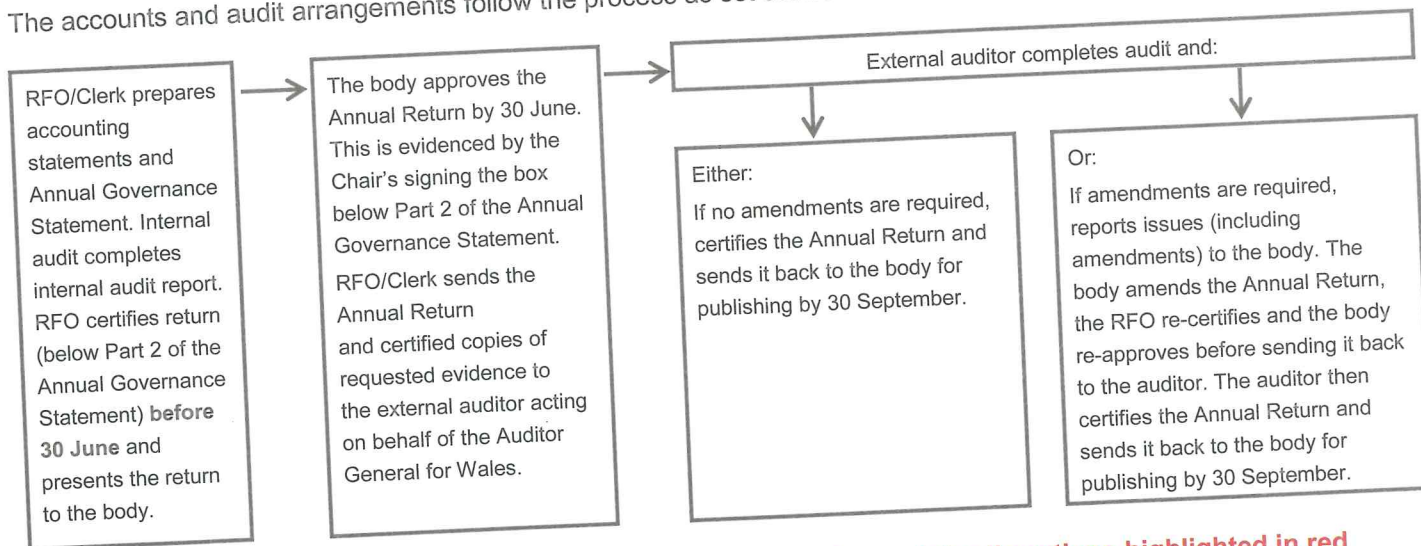 The accounts and audit arrangements follow the process as
RFO/Clerk prepares
accounting
statements and
Annual Governance
Statement. Internal
audit completes
internal audit report.
RFO certifies return
(below Part 2 of the
Annual Governance
Statement) before
30 June and
presents the return
to the body.
The body approves the
Annual Return by 30 June.
This is evidenced by the
Chair's signing the box
below Part 2 of the Annual
Governance Statement.
RFO/Clerk sends the
Annual Return
and certified copies of
requested evidence to
the external auditor acting
on behalf of the Auditor
General for Wales.
External auditor completes audit and:
Either:
If no amendments are required,
certifies the Annual Return and
sends it back to the body for
publishing by 30 September.
Or:
If amendments are required,
reports issues (including
amendments) to the body. The
body amends the Annual Return,
the RFO re-certifies and the body
re-approves before sending it back
to the auditor. The auditor then
certifies the Annual Return and
sends it back to the body for
publishing by 30 September.
highlighted in red